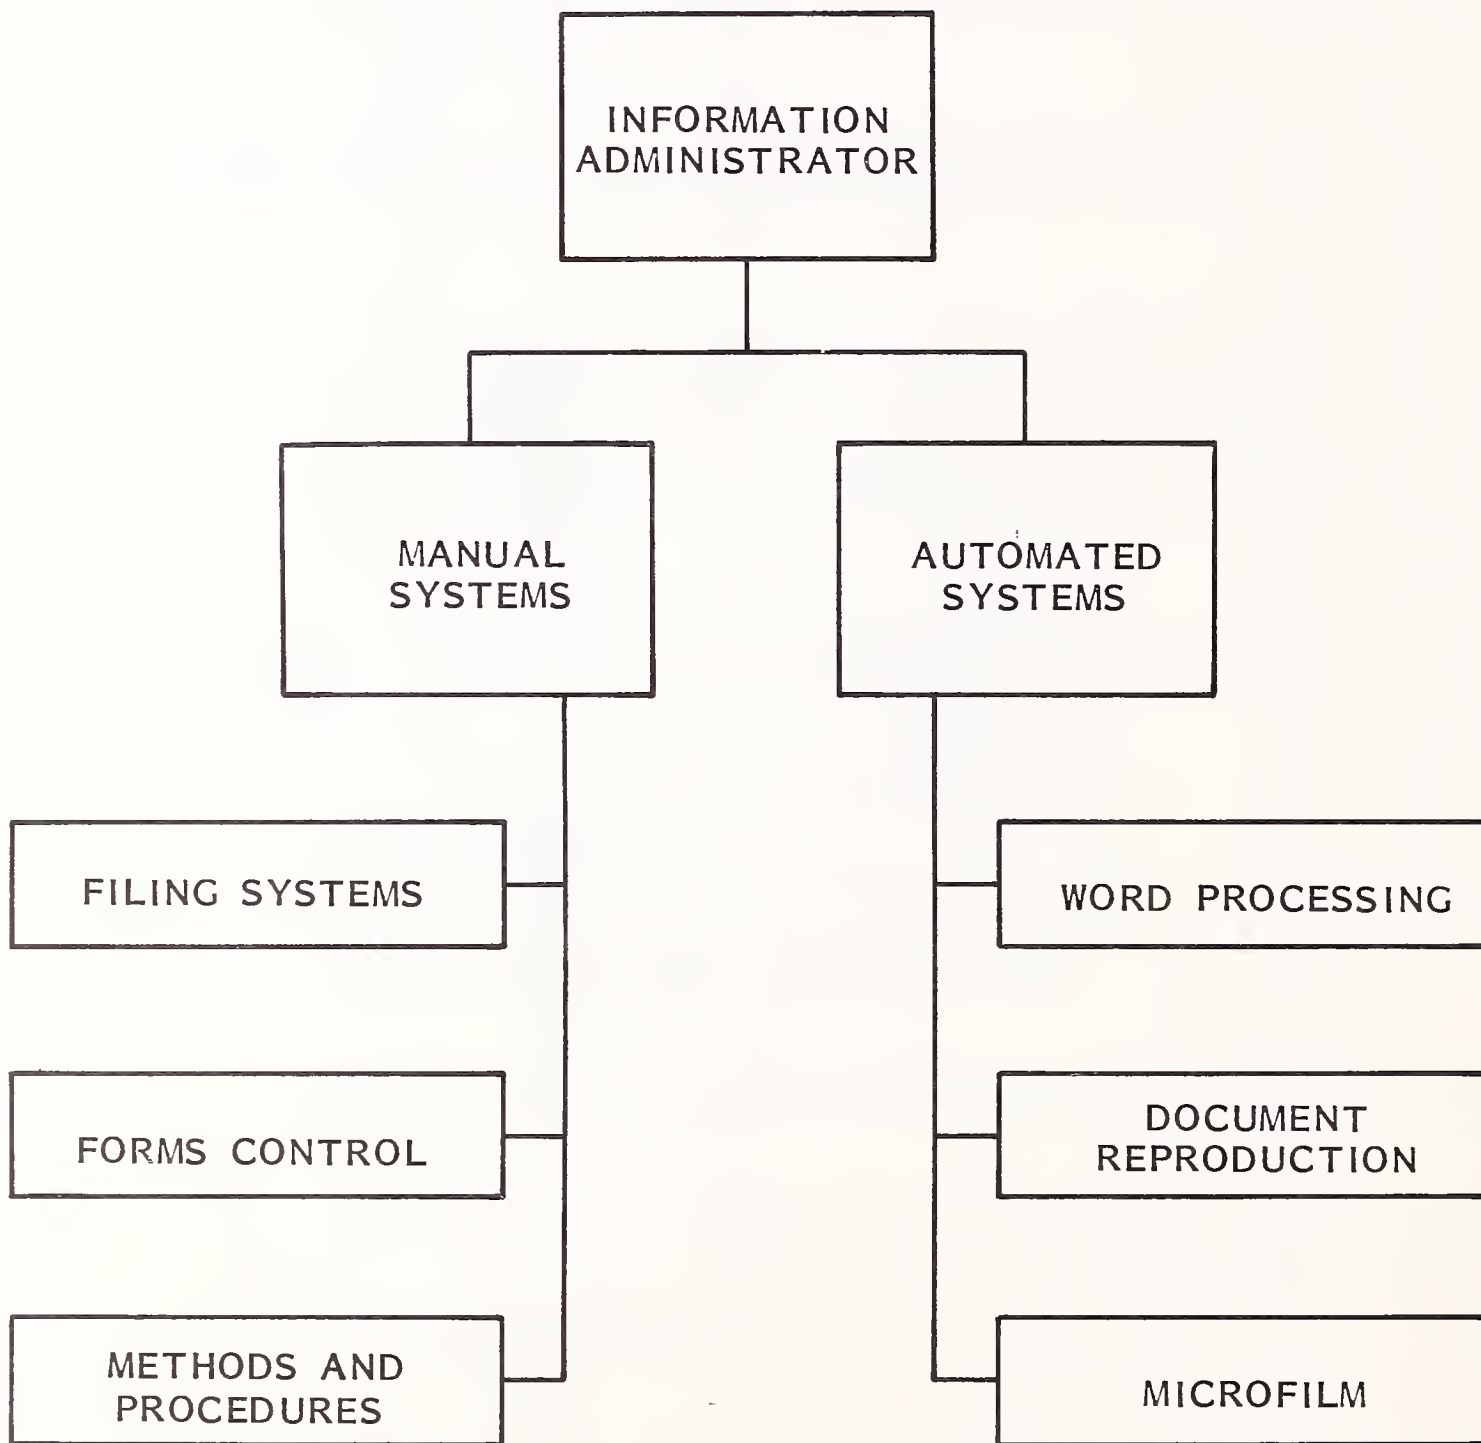 INFORMATION
ADMINISTRATOR
MANUAL
SYSTEMS
AUTOMATED
SYSTEMS
FILING SYSTEMS
WORD PROCESSING
FORMS CONTROL
DOCUMENT
REPRODUCTION
METHODS AND
PROCEDURES
MICROFILM